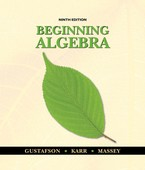 NINTH EDITION
BEGINNING
ALGEBRA
GUSTAFSON • KARR • MASSEY